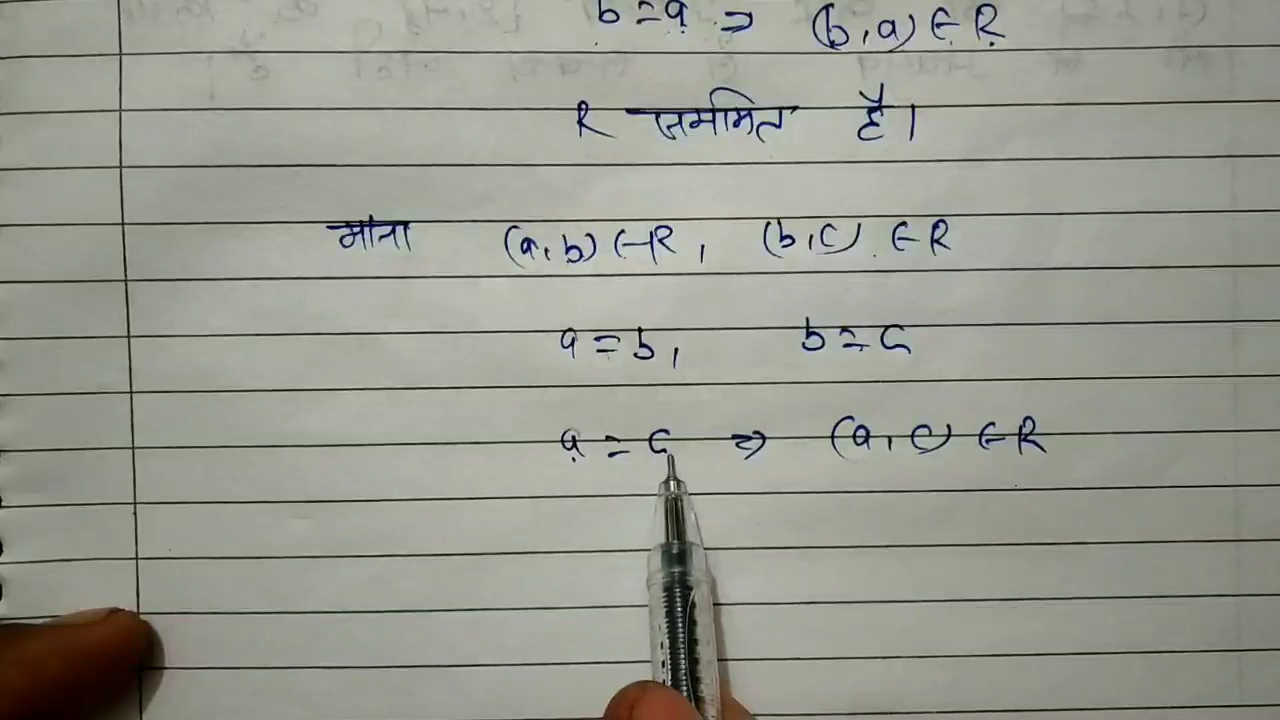 b = a ⇒ (b, a) ∈ R
R सममित है।
माना (a, b) ∈ R, (b, c) ∈ R
a = b, b = c
a = c ⇒ (a, c) ∈ R